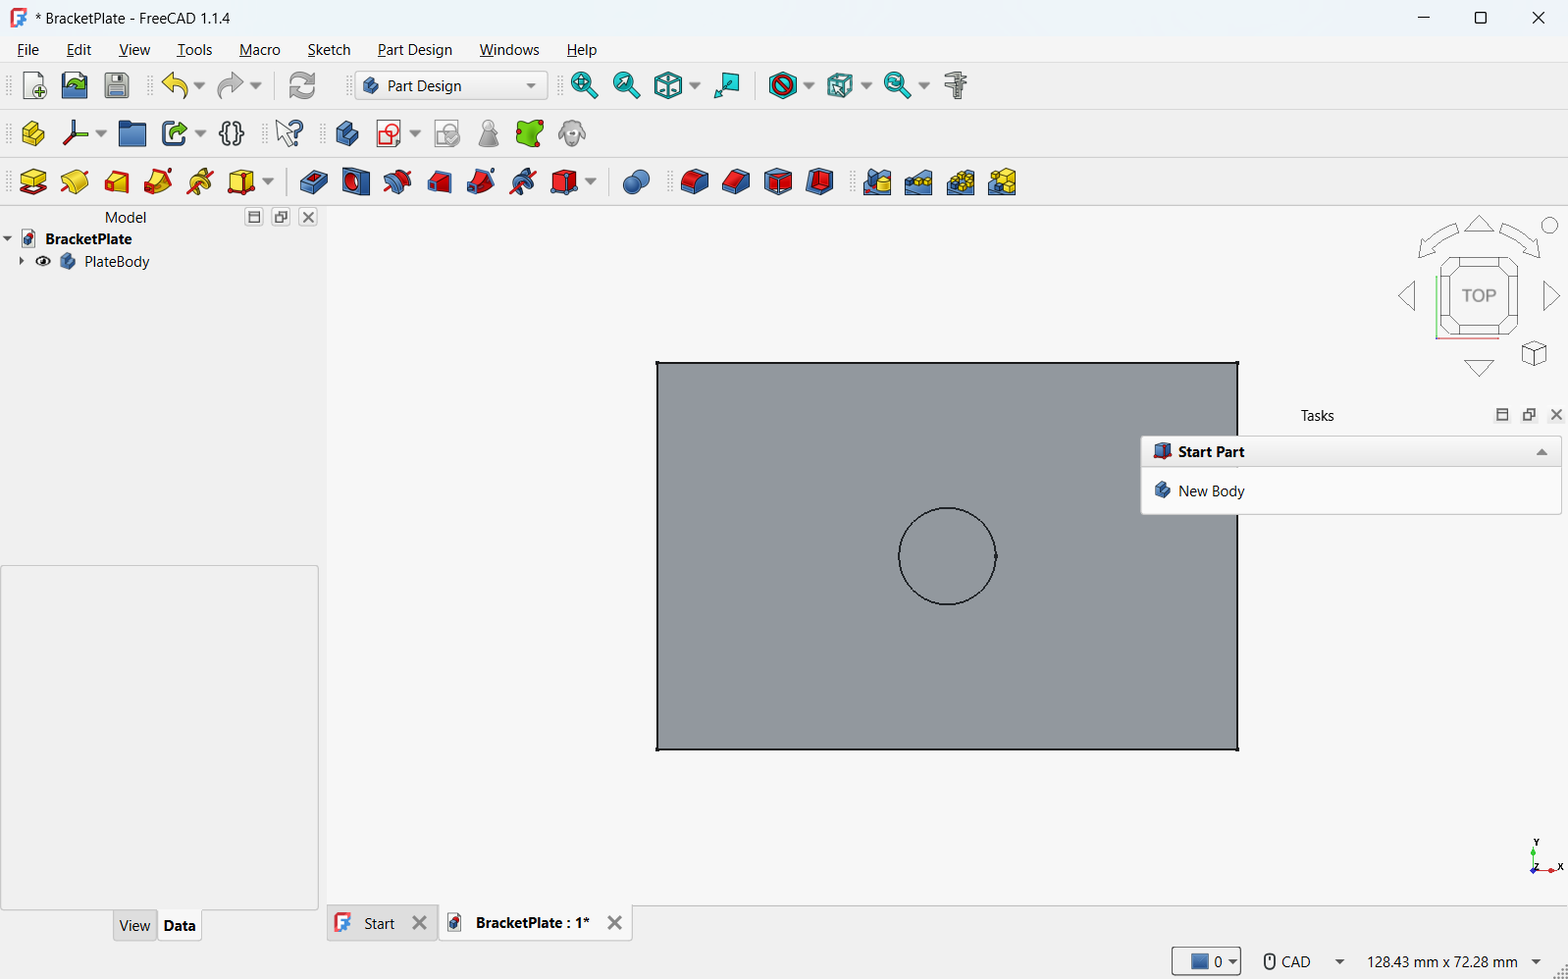 * BracketPlate - FreeCAD 1.1.4
File Edit View Tools Macro Sketch Part Design Windows Help
Part Design
Model
BracketPlate
PlateBody
TOP
Tasks
Start Part
New Body
Y
Z X
View Data
Start BracketPlate : 1*
0 CAD 128.43 mm x 72.28 mm